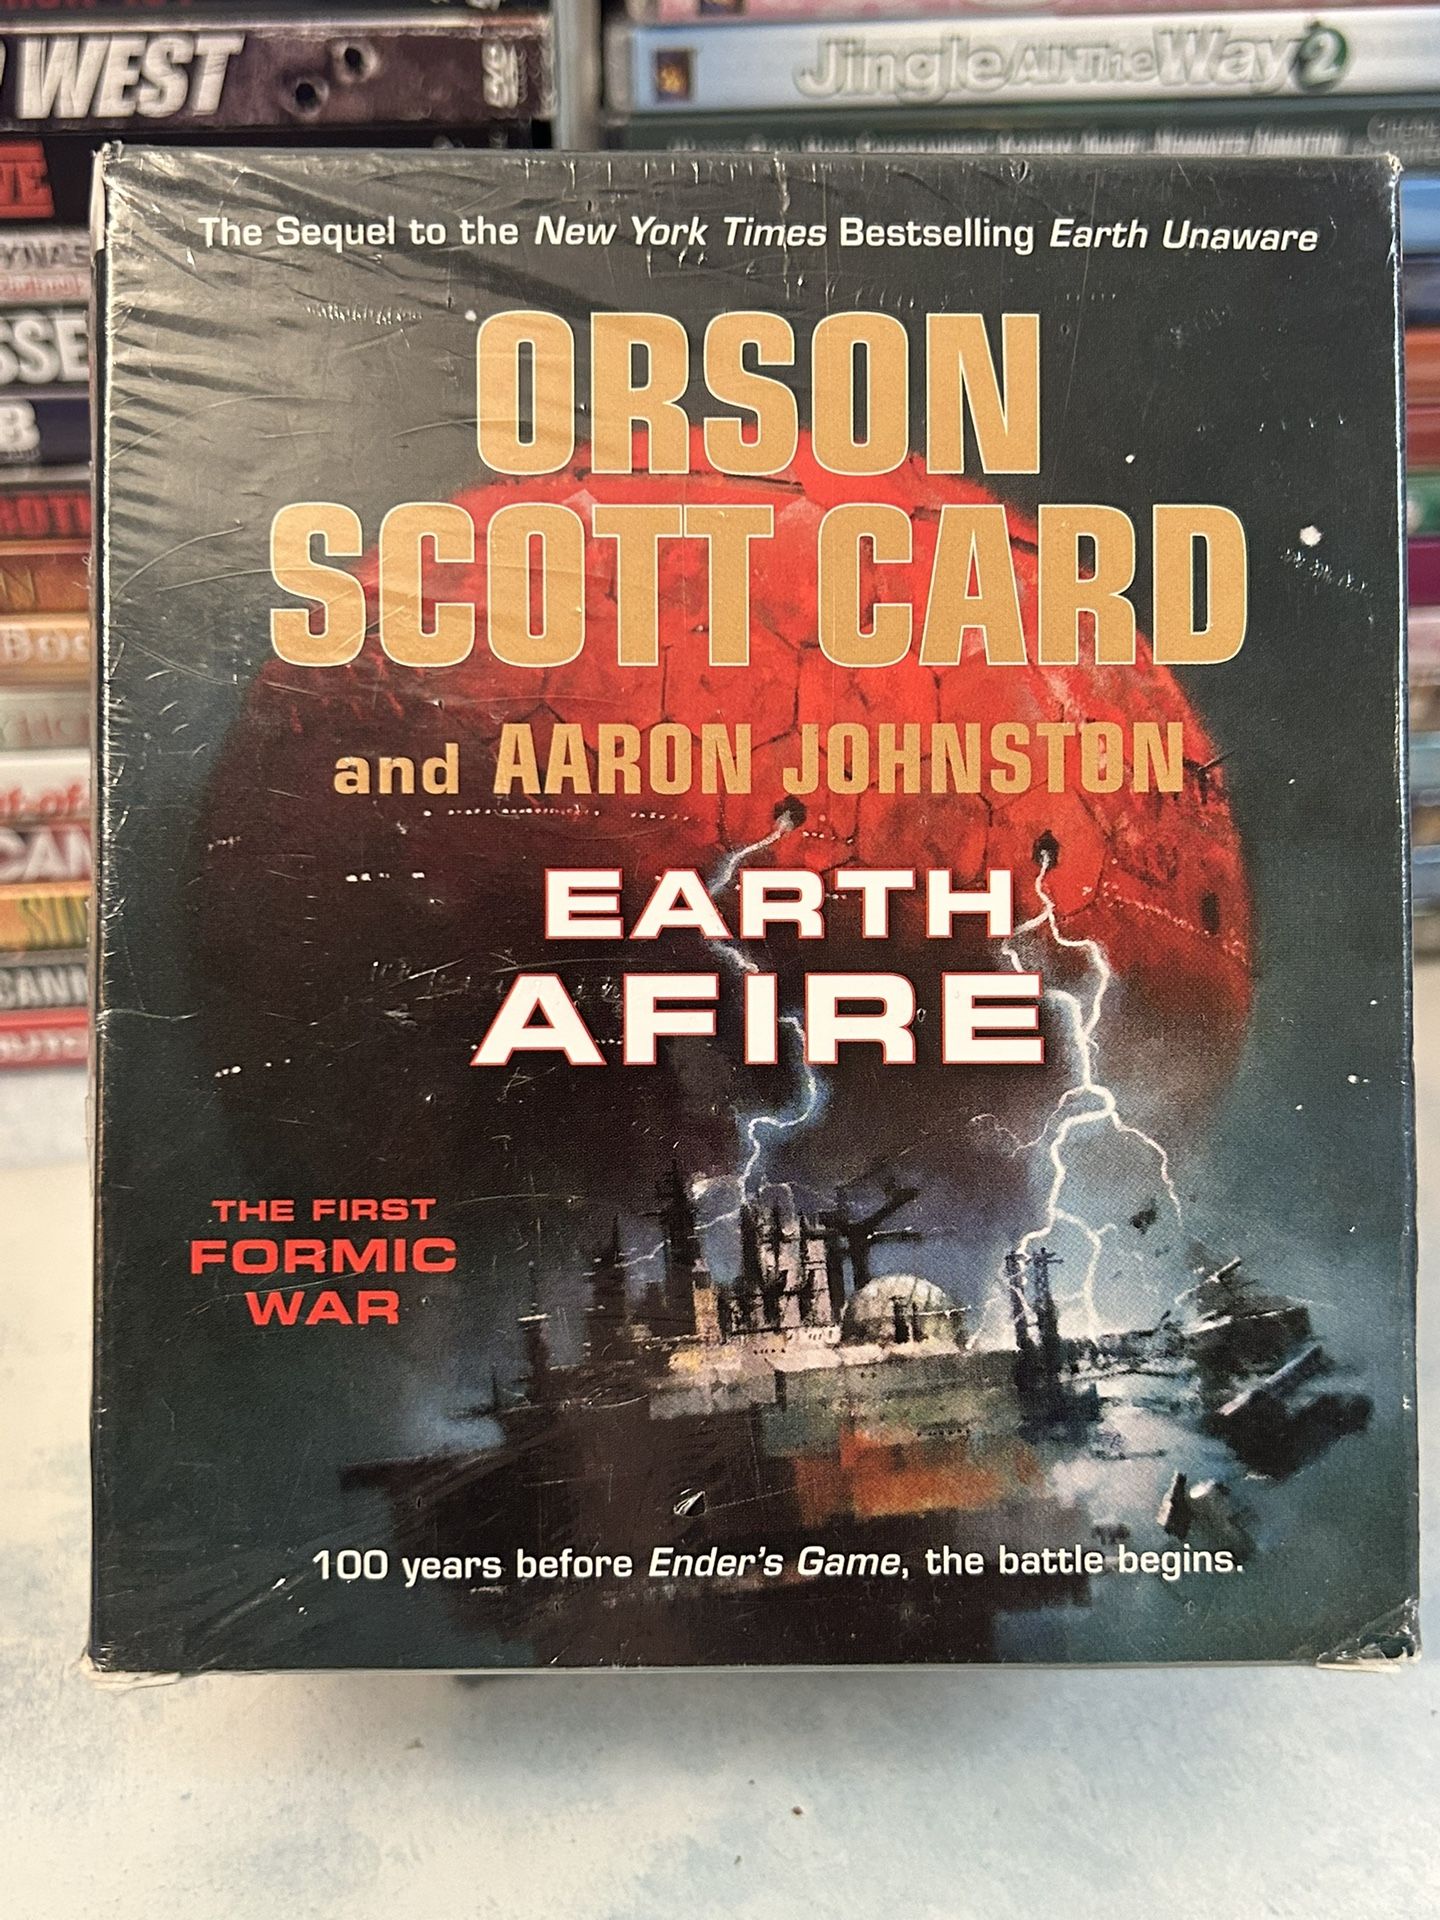 WEST
DVD
Jingle All The Way 2
The Sequel to the New York Times Bestselling Earth Unaware
ORSON
SCOTT CARD
and AARON JOHNSTON
EARTH
AFIRE
THE FIRST
FORMIC
WAR
100 years before Ender's Game, the battle begins.